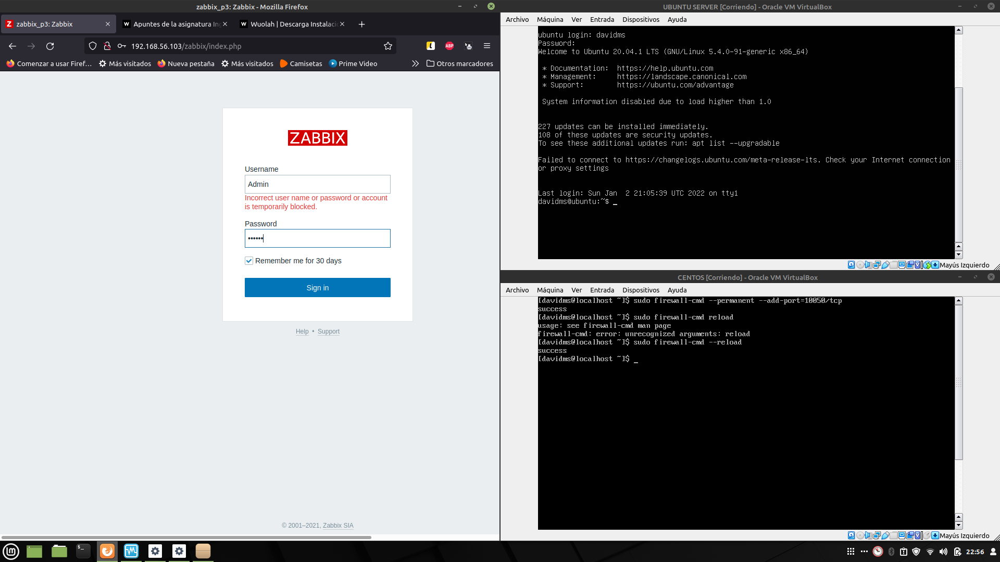 zabbix_p3: Zabbix - Mozilla Firefox
zabbix_p3: Zabbix
Apuntes de la asignatura In
Wuolah | Descarga Instalaci
192.168.56.103/zabbix/index.php
ABP
Comenzar a usar Firef…
Más visitados
Nueva pestaña
Más visitados
Camisetas
Prime Video
Otros marcadores
ZABBIX
Username
Admin
Incorrect user name or password or account
is temporarily blocked.
Password
••••••
Remember me for 30 days
Sign in
Help • Support
© 2001–2021, Zabbix SIA
UBUNTU SERVER [Corriendo] - Oracle VM VirtualBox
Archivo Máquina Ver Entrada Dispositivos Ayuda
ubuntu login: davidms
Password:
Welcome to Ubuntu 20.04.1 LTS (GNU/Linux 5.4.0-91-generic x86_64)
* Documentation: https://help.ubuntu.com
* Management: https://landscape.canonical.com
* Support: https://ubuntu.com/advantage
System information disabled due to load higher than 1.0
227 updates can be installed immediately.
108 of these updates are security updates.
To see these additional updates run: apt list --upgradable
Failed to connect to https://changelogs.ubuntu.com/meta-release-lts. Check your Internet connection
or proxy settings
Last login: Sun Jan 2 21:05:39 UTC 2022 on tty1
davidms@ubuntu:~$ _
Mayús Izquierdo
CENTOS [Corriendo] - Oracle VM VirtualBox
Archivo Máquina Ver Entrada Dispositivos Ayuda
[davidms@localhost ~]$ sudo firewall-cmd --permanent --add-port=10050/tcp
success
[davidms@localhost ~]$ sudo firewall-cmd reload
usage: see firewall-cmd man page
firewall-cmd: error: unrecognized arguments: reload
[davidms@localhost ~]$ sudo firewall-cmd --reload
success
[davidms@localhost ~]$ _
Mayús Izquierdo
22:56